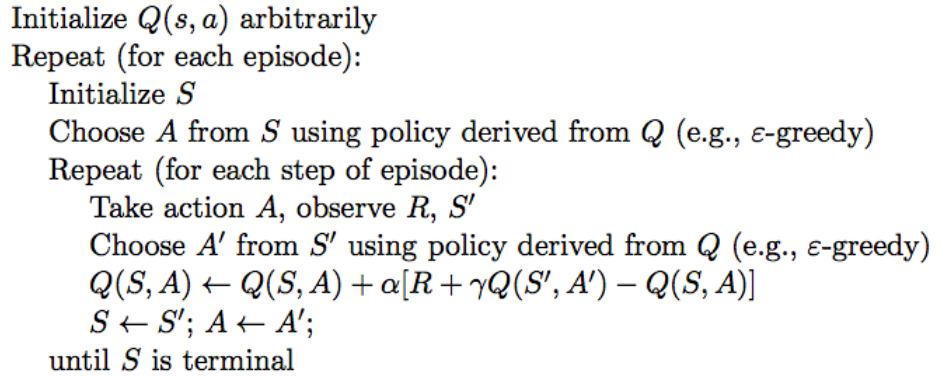 Initialize Q(s, a) arbitrarily
Repeat (for each episode):
Initialize S
Choose A from S using policy derived from Q (e.g., ε-greedy)
Repeat (for each step of episode):
Take action A, observe R, S′
Choose A′ from S′ using policy derived from Q (e.g., ε-greedy)
Q(S, A) ← Q(S, A) + α[R + γQ(S′, A′) − Q(S, A)]
S ← S′; A ← A′;
until S is terminal